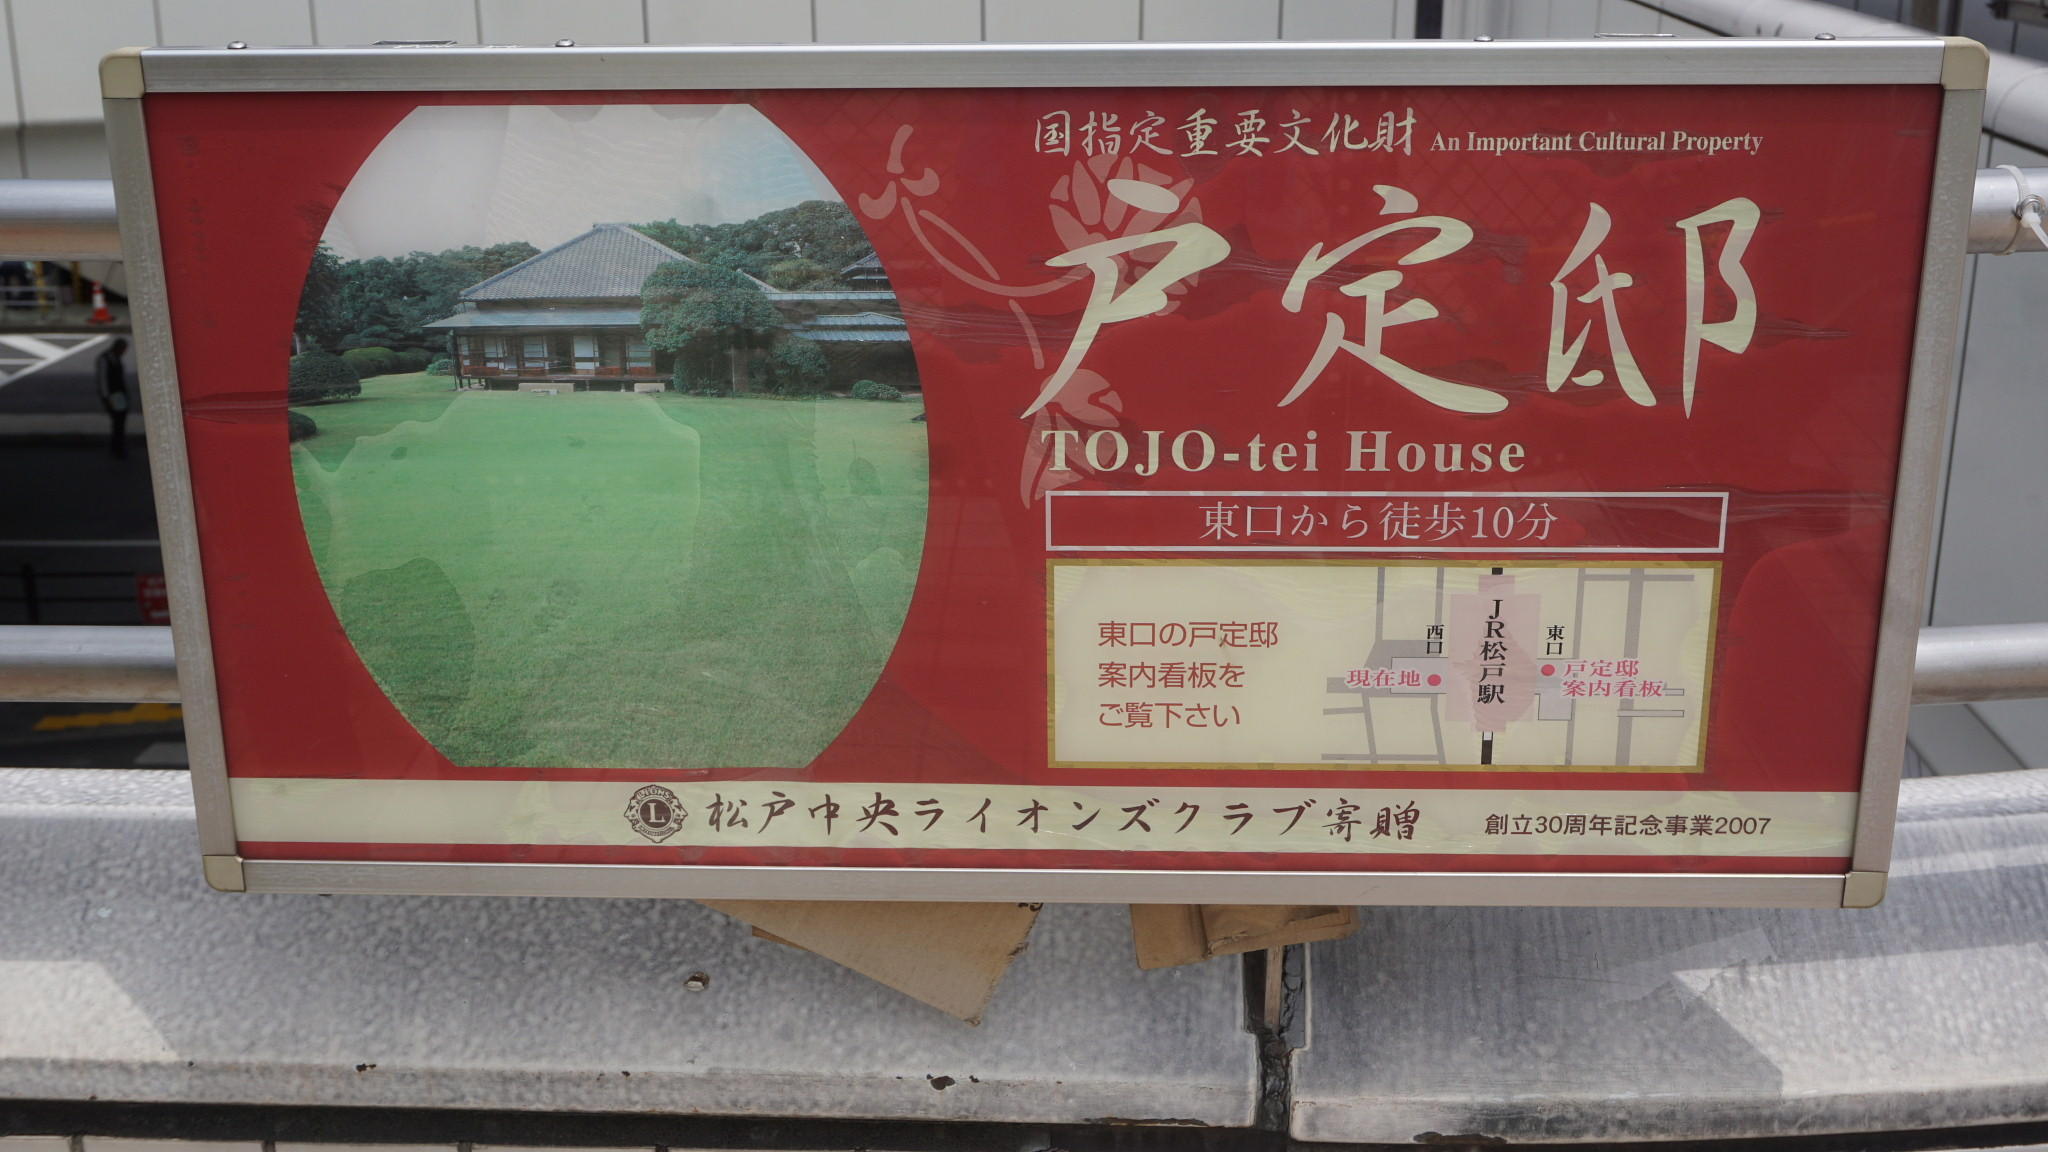 国指定重要文化財 An Important Cultural Property
戸定邸
TOJO-tei House
東口から徒歩10分
東口の戸定邸
案内看板を
ご覧下さい
JR松戸駅
西口
東口
現在地
戸定邸
案内看板
L
松戸中央ライオンズクラブ寄贈
創立30周年記念事業2007